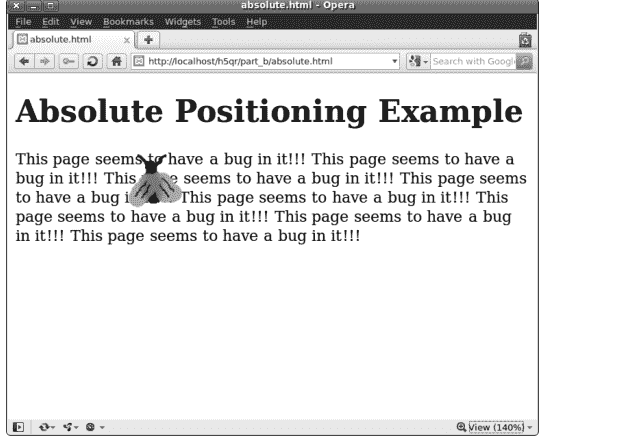 absolute.html - Opera
File Edit View Bookmarks Widgets Tools Help
absolute.html
http://localhost/h5qr/part_b/absolute.html Search with Googl
Absolute Positioning Example
This page seems to have a bug in it!!! This page seems to have a
bug in it!!! This e seems to have a bug in it!!! This page seems
to have a bug i This page seems to have a bug in it!!! This
page seems to have a bug in it!!! This page seems to have a bug
in it!!! This page seems to have a bug in it!!!
View (140%)